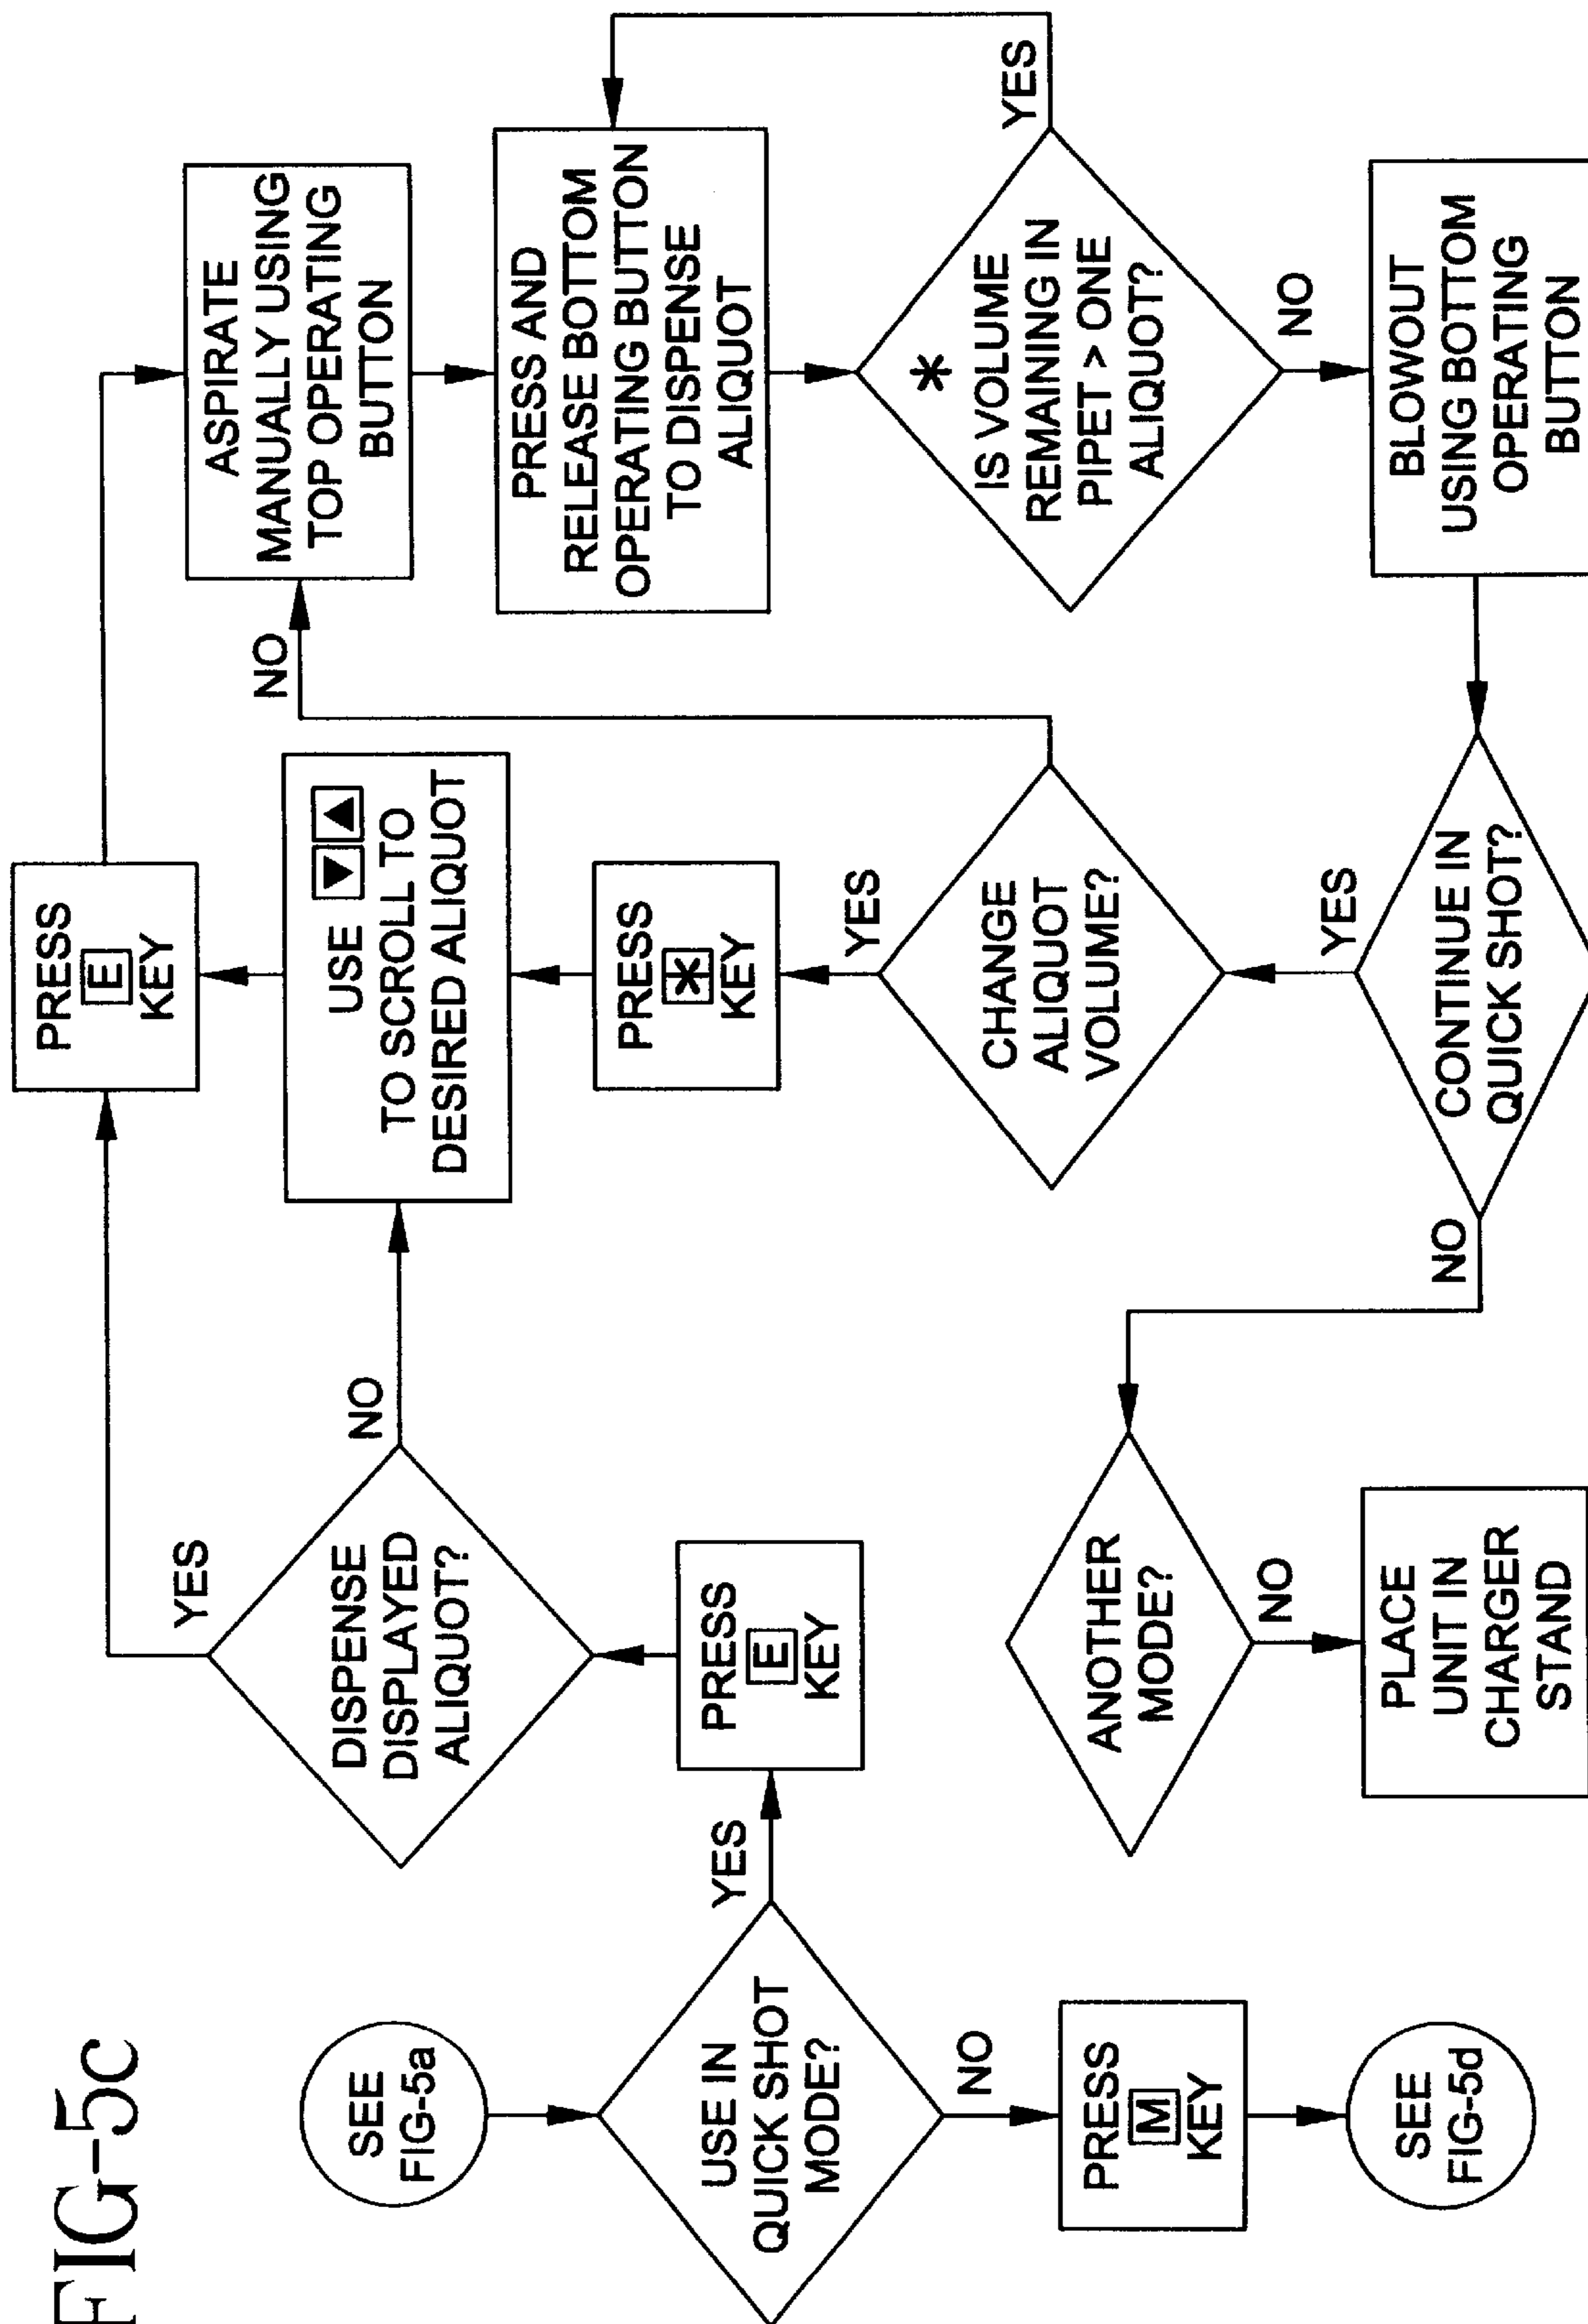 FIG-5c
SEE
FIG-5a
USE IN
QUICK SHOT
MODE?
NO
PRESS
M
KEY
SEE
FIG-5d
YES
PRESS
E
KEY
DISPENSE
DISPLAYED
ALIQUOT?
YES
NO
PRESS
E
KEY
USE ▼ ▲
TO SCROLL TO
DESIRED ALIQUOT
PRESS
*
KEY
YES
CHANGE
ALIQUOT
VOLUME?
NO
YES
CONTINUE IN
QUICK SHOT?
NO
ANOTHER
MODE?
NO
PLACE
UNIT IN
CHARGER
STAND
ASPIRATE
MANUALLY USING
TOP OPERATING
BUTTON
PRESS AND
RELEASE BOTTOM
OPERATING BUTTON
TO DISPENSE
ALIQUOT
*
IS VOLUME
REMAINING IN
PIPET > ONE
ALIQUOT?
YES
NO
BLOWOUT
USING BOTTOM
OPERATING
BUTTON